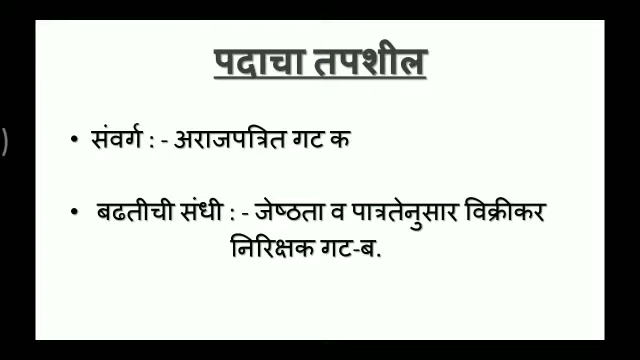 पदाचा तपशील
• संवर्ग : - अराजपत्रित गट क
• बढतीची संधी : - जेष्ठता व पात्रतेनुसार विक्रीकर
निरिक्षक गट-ब.